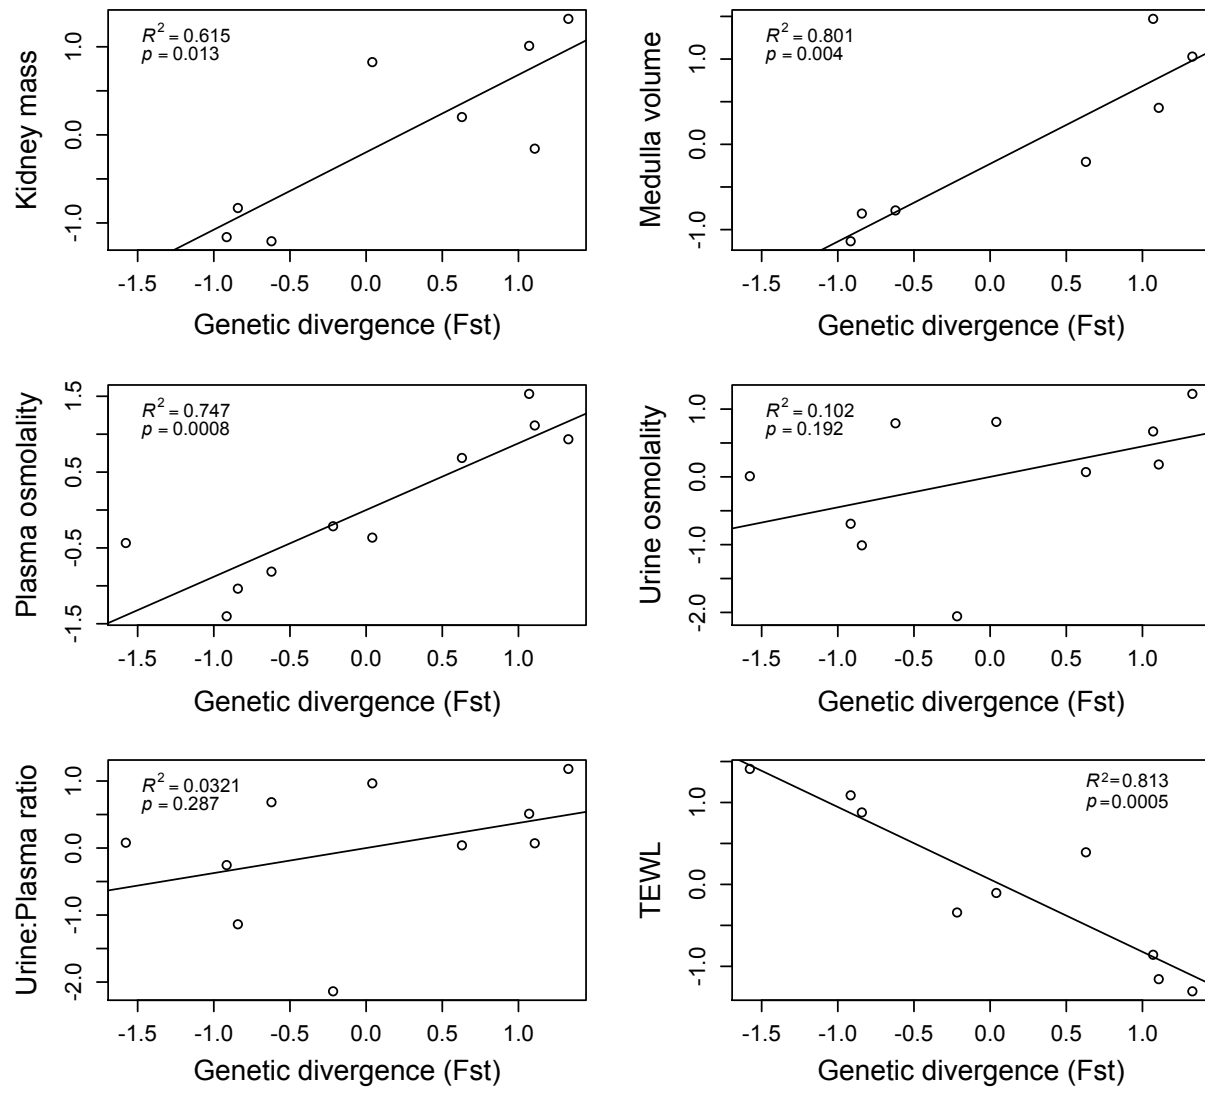 R² = 0.615
p = 0.013
Kidney mass
1.0
0.0
-1.0
-1.5 -1.0 -0.5 0.0 0.5 1.0
Genetic divergence (Fst)
R² = 0.801
p = 0.004
Medulla volume
1.0
0.0
-1.0
-1.5 -1.0 -0.5 0.0 0.5 1.0
Genetic divergence (Fst)
R² = 0.747
p = 0.0008
Plasma osmolality
1.5
0.5
-0.5
-1.5
-1.5 -1.0 -0.5 0.0 0.5 1.0
Genetic divergence (Fst)
R² = 0.102
p = 0.192
Urine osmolality
1.0
0.0
-1.0
-2.0
-1.5 -1.0 -0.5 0.0 0.5 1.0
Genetic divergence (Fst)
R² = 0.0321
p = 0.287
Urine:Plasma ratio
1.0
0.0
-1.0
-2.0
-1.5 -1.0 -0.5 0.0 0.5 1.0
Genetic divergence (Fst)
R²=0.813
p=0.0005
TEWL
1.0
0.0
-1.0
-1.5 -1.0 -0.5 0.0 0.5 1.0
Genetic divergence (Fst)